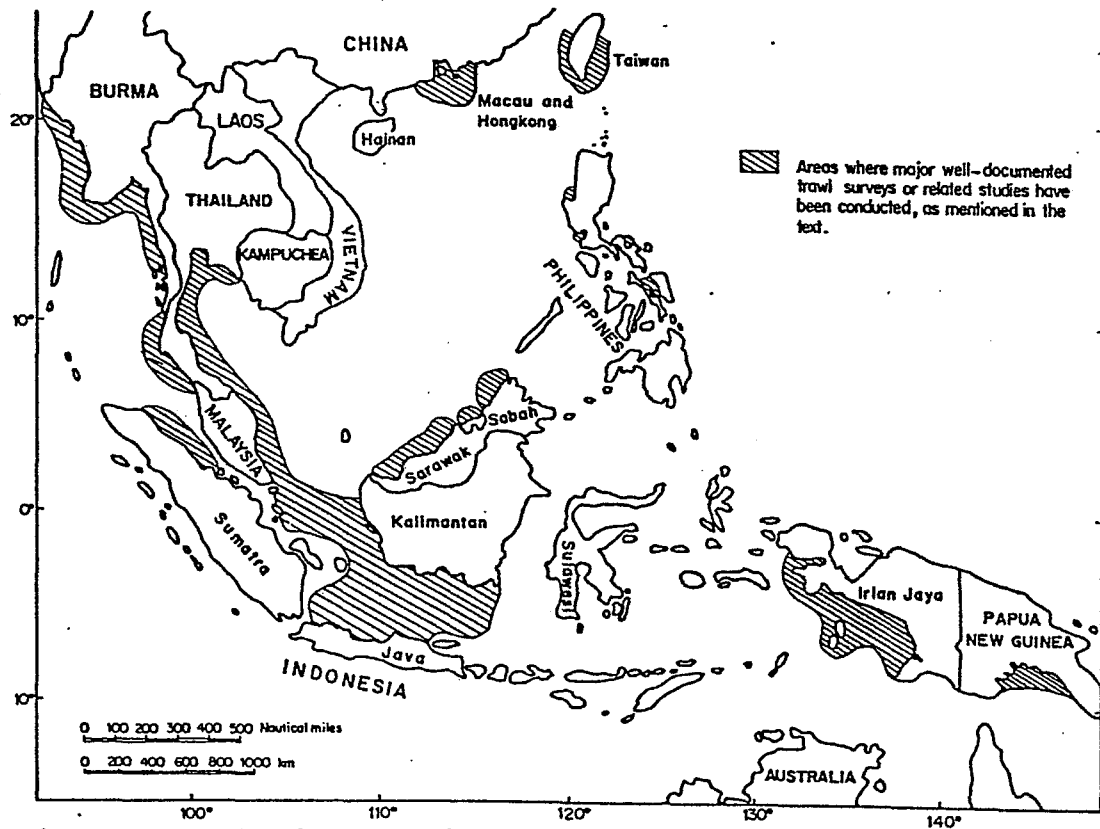 CHINA
Taiwan
BURMA
Macau and
Hongkong
20°
LAOS
Hainan
Areas where major well-documented
trawl surveys or related studies have
been conducted, as mentioned in the
text.
THAILAND
VIETNAM
KAMPUCHEA
PHILIPPINES
10°
MALAYSIA
Sabah
Sarawak
0°
Kalimantan
Sumatra
Sulawesi
Irian Jaya
PAPUA
NEW GUINEA
Java
INDONESIA
10°
0 100 200 300 400 500 Nautical miles
0 200 400 600 800 1000 km
AUSTRALIA
100°
110°
120°
130°
140°